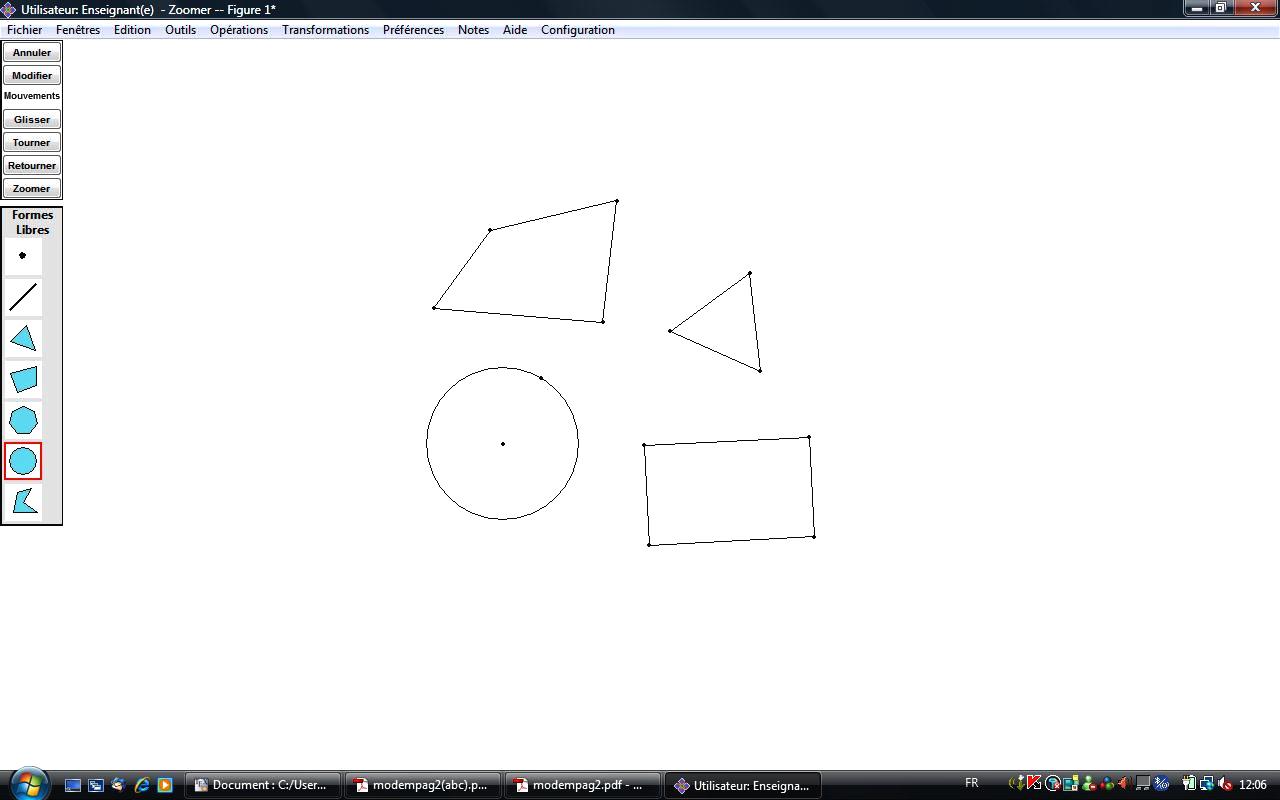 Utilisateur: Enseignant(e)  - Zoomer -- Figure 1*
Fichier Fenêtres Edition Outils Opérations Transformations Préférences Notes Aide Configuration
Annuler
Modifier
Mouvements
Glisser
Tourner
Retourner
Zoomer
Formes
Libres
Document : C:/User... modempag2(abc).p... modempag2.pdf - ... Utilisateur: Enseigna... FR 12:06